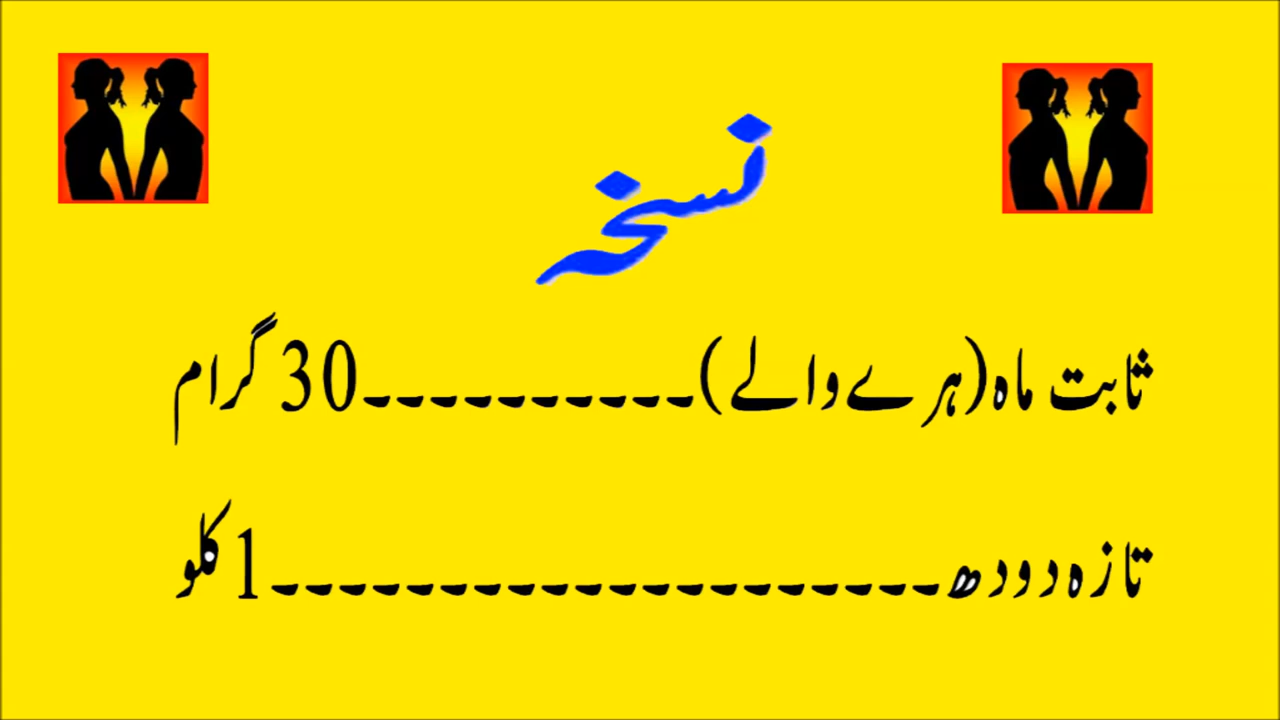 نسخہ
ثابت ماہ(ہرے والے)----------30 گرام
تازہ دودھ--------------------1 کلو